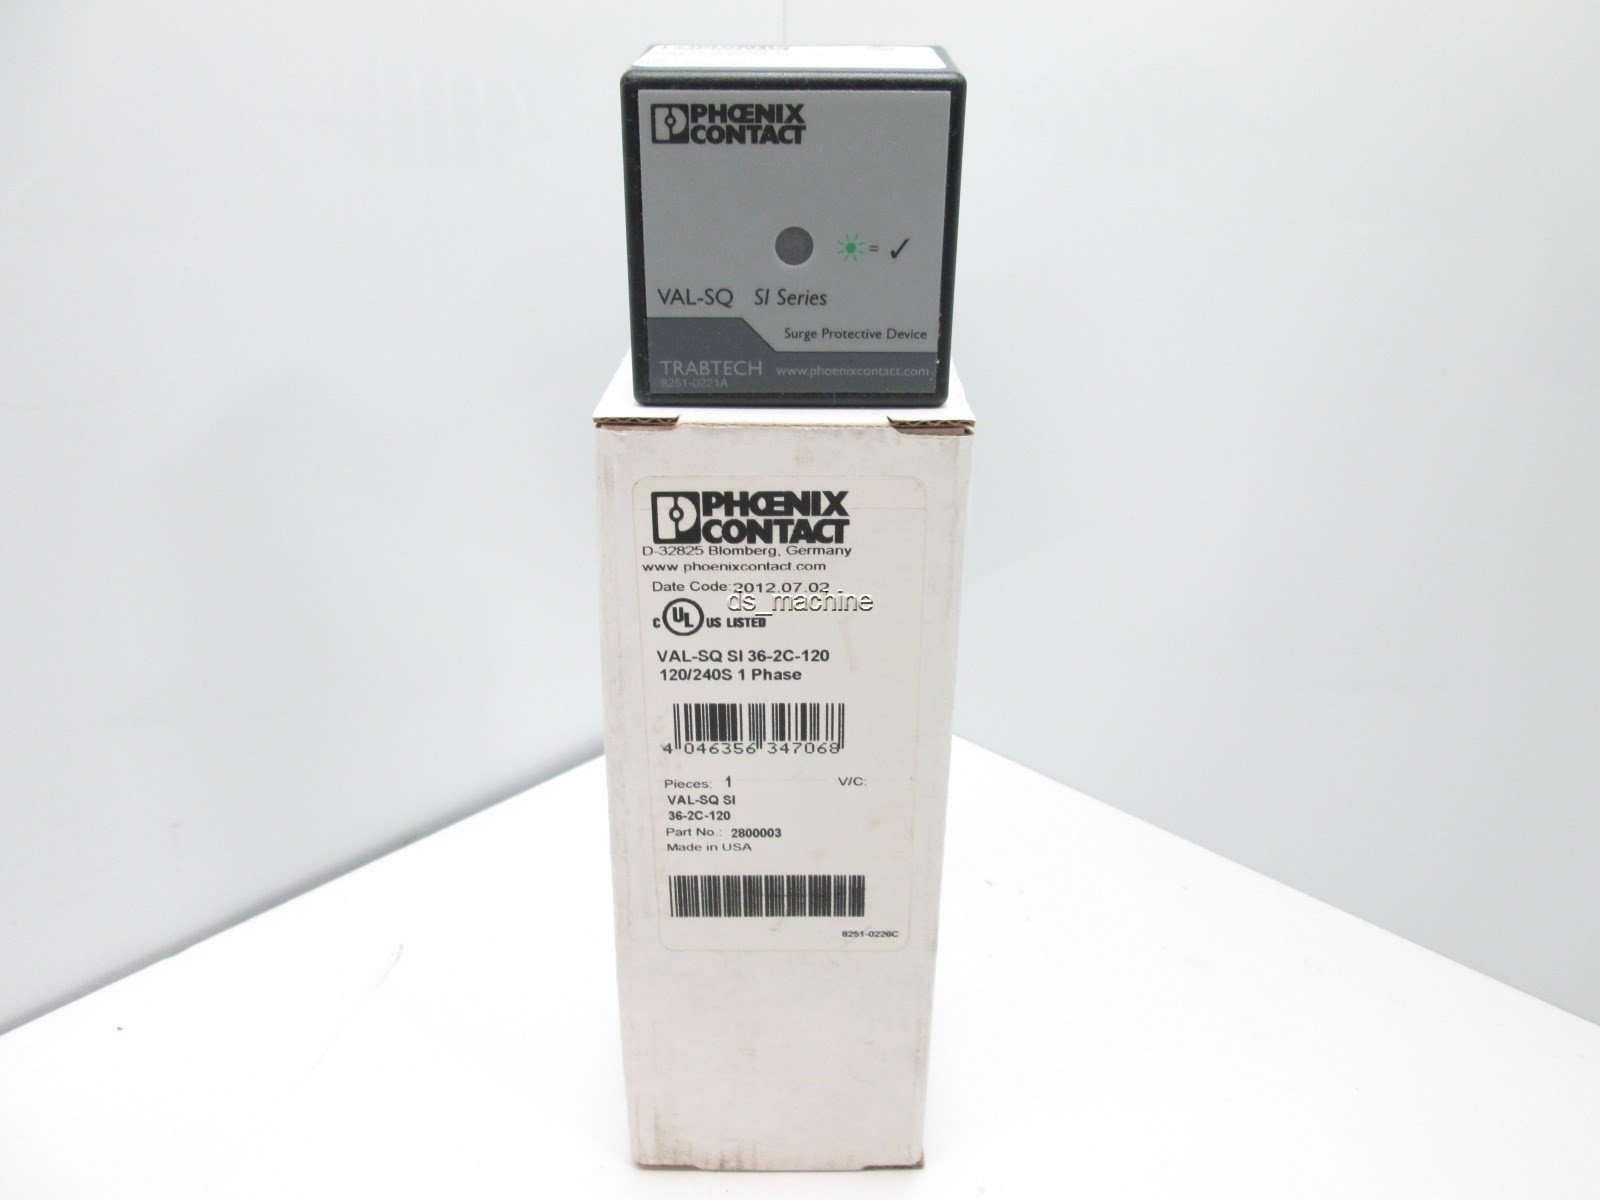 PHŒNIX
CONTACT
= ✓
VAL-SQ SI Series
Surge Protective Device
TRABTECH www.phoenixcontact.com
8251-0221A
PHŒNIX
CONTACT
D-32825 Blomberg, Germany
www phoenixcontact com
Date Code: 2012.07.02
ds_machine
C UL US LISTED
VAL-SQ SI 36-2C-120
120/240S 1 Phase
4 046356 347068
Pieces: 1 V/C:
VAL-SQ SI
36-2C-120
Part No.: 2800003
Made in USA
8251-0226C